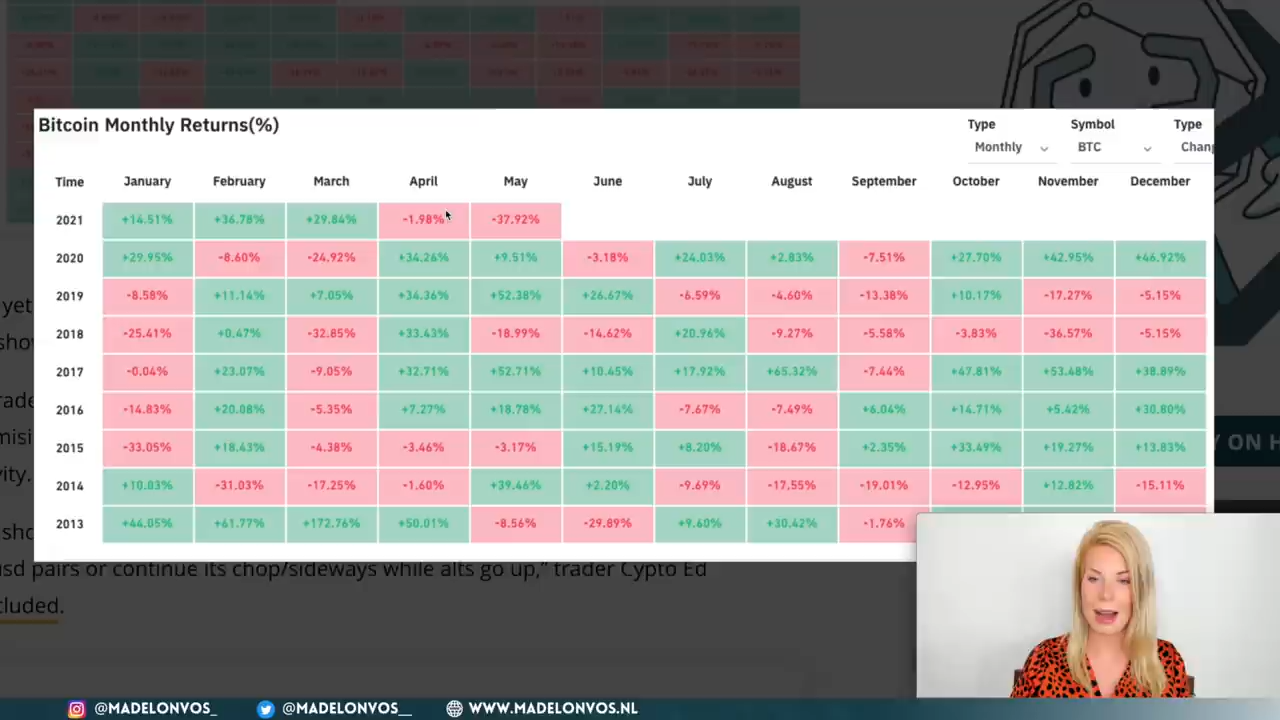 Bitcoin Monthly Returns(%)
Type Symbol Type
Monthly BTC Chang
Time January February March April May June July August September October November December
2021 +14.51% +36.78% +29.84% -1.98% -37.92%
2020 +29.95% -8.60% -24.92% +34.26% +9.51% -3.18% +24.03% +2.83% -7.51% +27.70% +42.95% +46.92%
2019 -8.58% +11.14% +7.05% +34.36% +52.38% +26.67% -6.59% -4.60% -13.38% +10.17% -17.27% -5.15%
2018 -25.41% +0.47% -32.85% +33.43% -18.99% -14.62% +20.96% -9.27% -5.58% -3.83% -36.57% -5.15%
2017 -0.04% +23.07% -9.05% +32.71% +52.71% +10.45% +17.92% +65.32% -7.44% +47.81% +53.48% +38.89%
2016 -14.83% +20.08% -5.35% +7.27% +18.78% +27.14% -7.67% -7.49% +6.04% +14.71% +5.42% +30.80%
2015 -33.05% +18.43% -4.38% -3.46% -3.17% +15.19% +8.20% -18.67% +2.35% +33.49% +19.27% +13.83%
2014 +10.03% -31.03% -17.25% -1.60% +39.46% +2.20% -9.69% -17.55% -19.01% -12.95% +12.82% -15.11%
2013 +44.05% +61.77% +172.76% +50.01% -8.56% -29.89% +9.60% +30.42% -1.76%
yet
show
rade
misi
Y ON H
vity.
sho
usd pairs or continue its chop/sideways while alts go up,” trader Cypto Ed
cluded.
@MADELONVOS_ @MADELONVOS__ WWW.MADELONVOS.NL